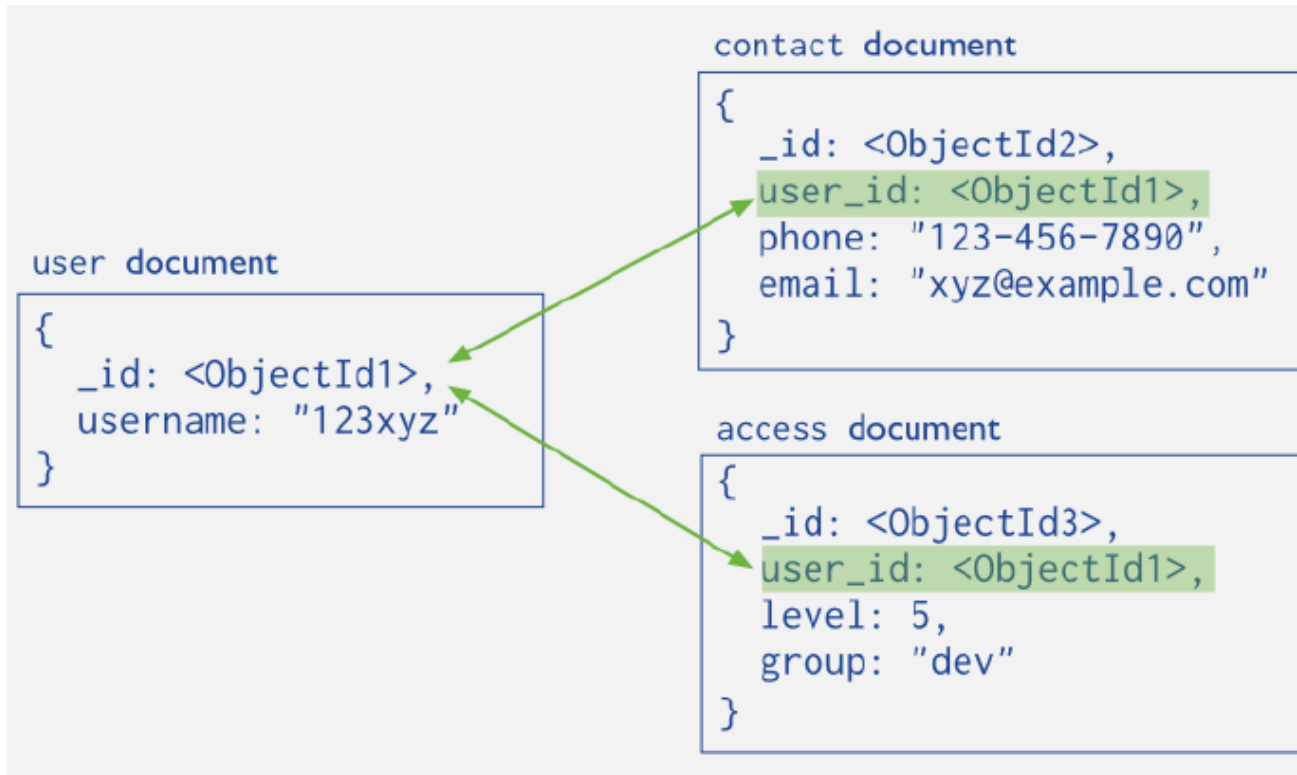 user document
{
_id: <ObjectId1>,
username: "123xyz"
}
contact document
{
_id: <ObjectId2>,
user_id: <ObjectId1>,
phone: "123-456-7890",
email: "xyz@example.com"
}
access document
{
_id: <ObjectId3>,
user_id: <ObjectId1>,
level: 5,
group: "dev"
}